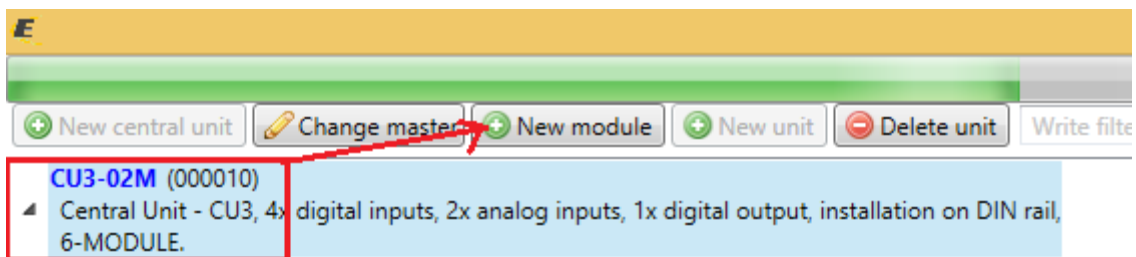 E
New central unit Change master New module New unit Delete unit Write filte
CU3-02M (000010)
Central Unit - CU3, 4x digital inputs, 2x analog inputs, 1x digital output, installation on DIN rail,
6-MODULE.